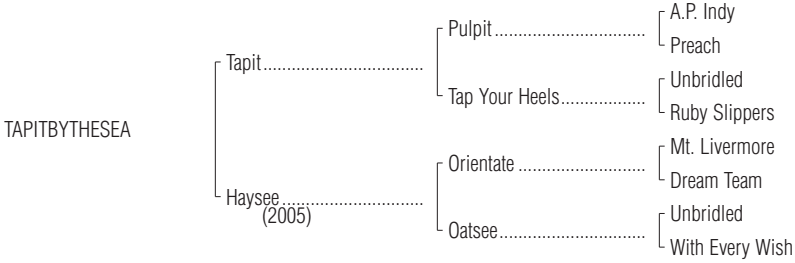 A.P. Indy
Pulpit..................................
Preach
Tapit....................................
Unbridled
Tap Your Heels...................
Ruby Slippers
TAPITBYTHESEA
Mt. Livermore
Orientate .............................
Dream Team
Haysee................................
(2005)
Unbridled
Oatsee.................................
With Every Wish